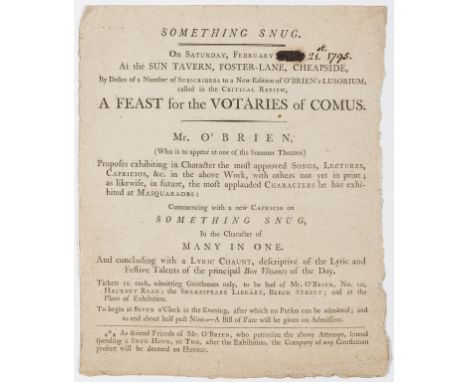 SOMETHING SNUG.
On Saturday, February 21st. 1795.
At the SUN TAVERN, FOSTER-LANE, CHEAPSIDE,
By Desire of a Number of Subscribers to a New Edition of O'BRIEN's LUSORIUM,
called in the Critical Review,
A FEAST for the VOTARIES of COMUS.
Mr. O'BRIEN,
(Who is to appear at one of the Summer Theatres)
Proposes exhibiting in Character the most approved Songs, Lectures,
Capricios, &c. in the above Work, with others not yet in print;
as likewise, in future, the most applauded Characters he has exhi-
bited at Masquarades:
Commencing with a new Capricio on
SOMETHING SNUG,
In the Character of
MANY IN ONE.
And concluding with a Lyric Chaunt, descriptive of the Lyric and
Festive Talents of the principal Bon Vivants of the Day.
Tickets 1s. each, admitting Gentlemen only, to be had of Mr. O'Brien, No. 10,
Hackney Road; the Shakespeare Library, Beech Street; and at the
Place of Exhibition.
To begin at Seven o'Clock in the Evening, after which no Person can be admitted; and
to end about half past Nine.—A Bill of Fare will be given on Admission.
*** As several Friends of Mr. O'Brien, who patronize the above Attempt, intend
spending a Snug Hour, or Two, after the Exhibition, the Company of any Gentleman
present will be deemed an Honour.